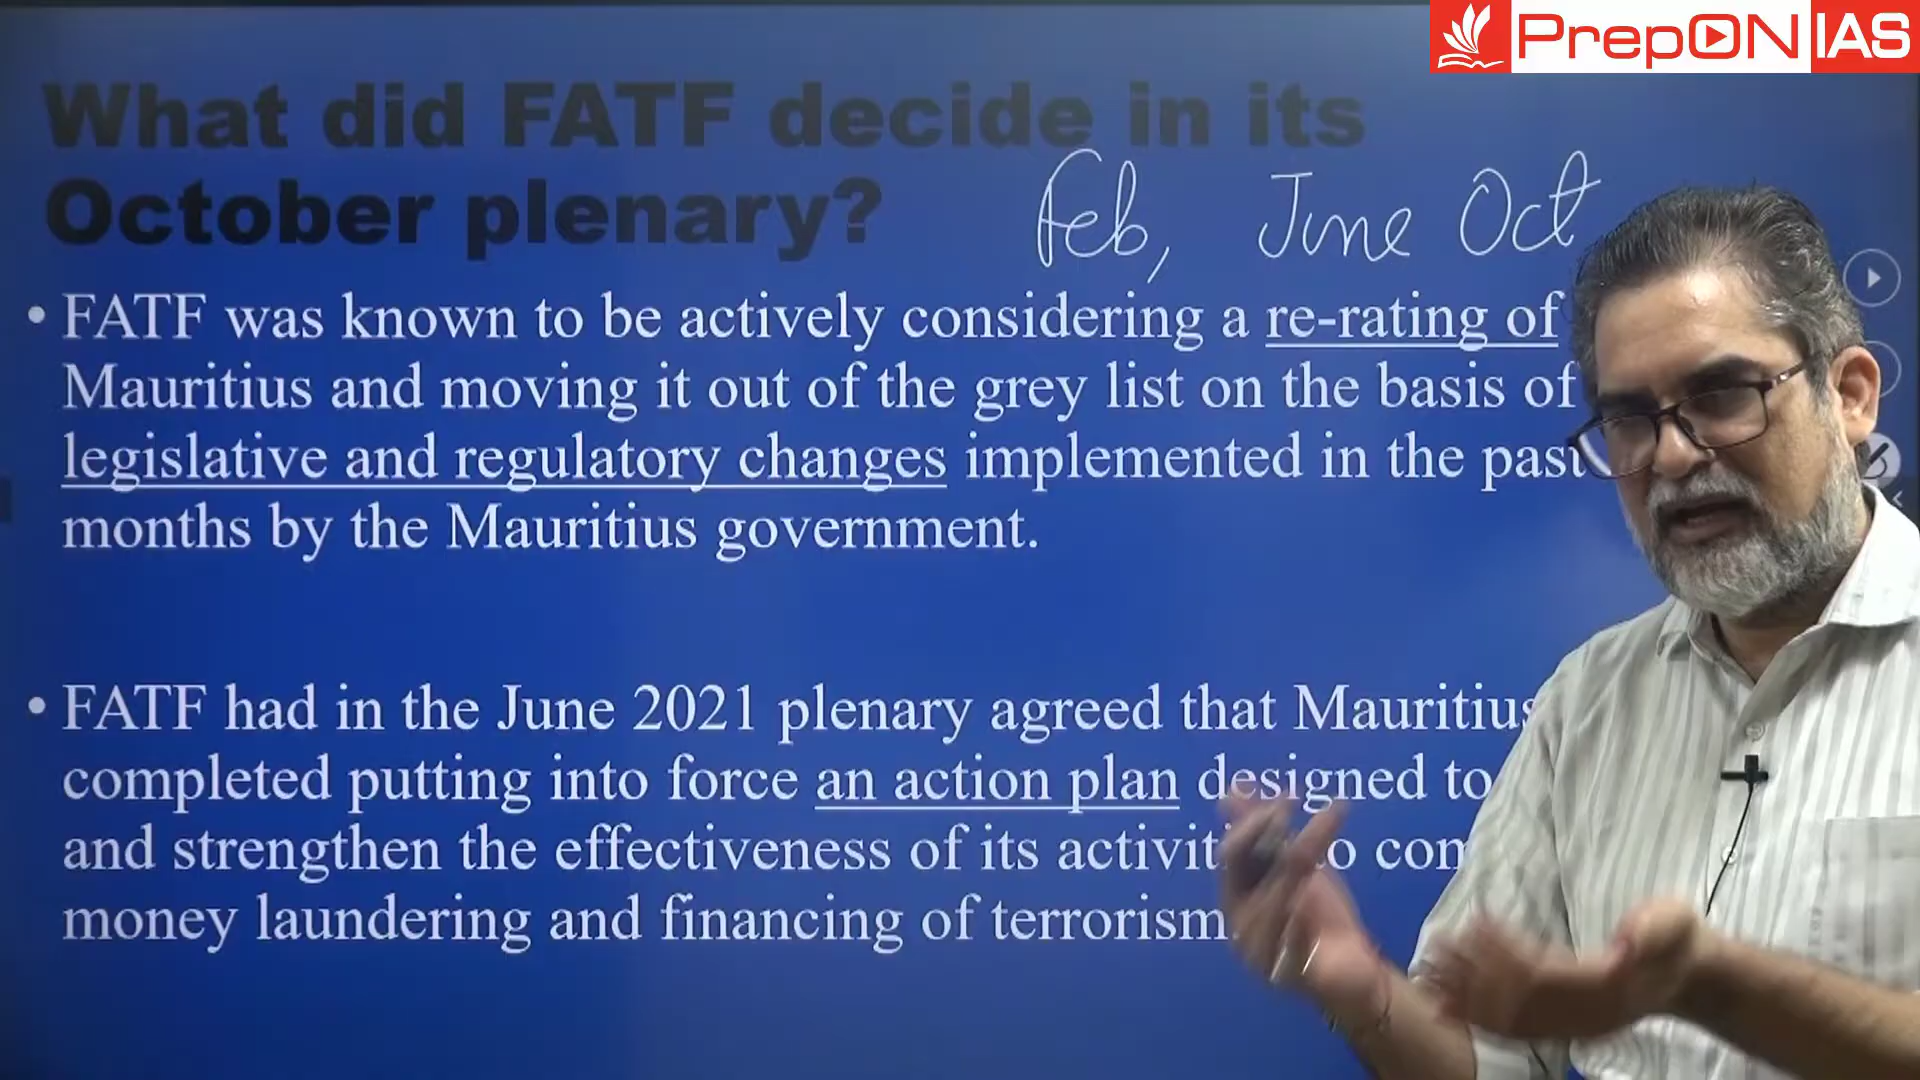 PrepON IAS
What did FATF decide in its
October plenary?
Feb, June Oct
• FATF was known to be actively considering a re-rating of
Mauritius and moving it out of the grey list on the basis of
legislative and regulatory changes implemented in the past
months by the Mauritius government.
• FATF had in the June 2021 plenary agreed that Mauritius
completed putting into force an action plan designed to
and strengthen the effectiveness of its
money laundering and financing of terrorism.